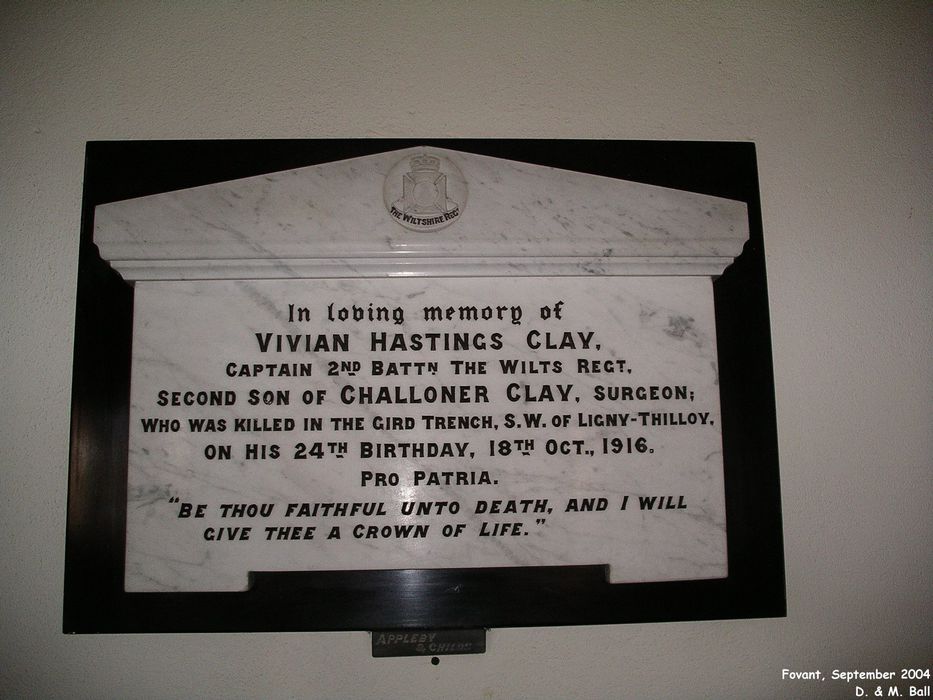 THE WILTSHIRE REGT
In loving memory of
VIVIAN HASTINGS CLAY,
CAPTAIN 2ND BATTN THE WILTS REGT,
SECOND SON OF CHALLONER CLAY, SURGEON;
WHO WAS KILLED IN THE GIRD TRENCH, S.W. OF LIGNY-THILLOY,
ON HIS 24TH BIRTHDAY, 18TH OCT., 1916.
PRO PATRIA.
"BE THOU FAITHFUL UNTO DEATH, AND I WILL
GIVE THEE A CROWN OF LIFE."
APPLEBY
& CHILDS
Fovant, September 2004
D. & M. Ball